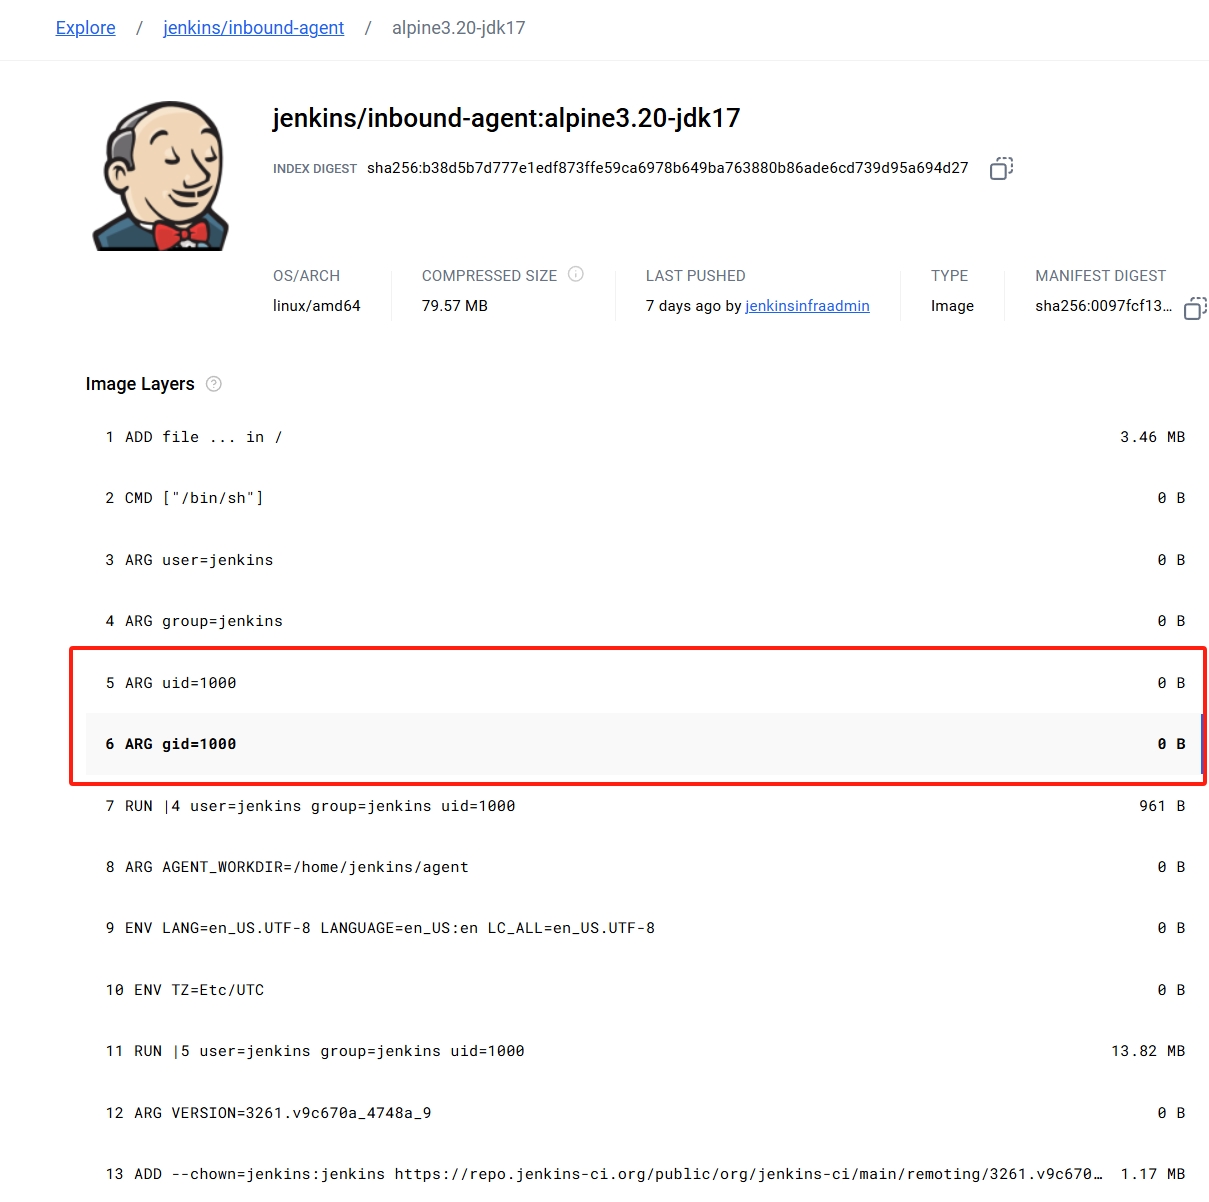 Explore / jenkins/inbound-agent / alpine3.20-jdk17
jenkins/inbound-agent:alpine3.20-jdk17
INDEX DIGEST sha256:b38d5b7d777e1edf873ffe59ca6978b649ba763880b86ade6cd739d95a694d27
OS/ARCH COMPRESSED SIZE LAST PUSHED TYPE MANIFEST DIGEST
linux/amd64 79.57 MB 7 days ago by jenkinsinfraadmin Image sha256:0097fcf13...
Image Layers
1 ADD file ... in / 3.46 MB
2 CMD ["/bin/sh"] 0 B
3 ARG user=jenkins 0 B
4 ARG group=jenkins 0 B
5 ARG uid=1000 0 B
6 ARG gid=1000 0 B
7 RUN |4 user=jenkins group=jenkins uid=1000 961 B
8 ARG AGENT_WORKDIR=/home/jenkins/agent 0 B
9 ENV LANG=en_US.UTF-8 LANGUAGE=en_US:en LC_ALL=en_US.UTF-8 0 B
10 ENV TZ=Etc/UTC 0 B
11 RUN |5 user=jenkins group=jenkins uid=1000 13.82 MB
12 ARG VERSION=3261.v9c670a_4748a_9 0 B
13 ADD --chown=jenkins:jenkins https://repo.jenkins-ci.org/public/org/jenkins-ci/main/remoting/3261.v9c670… 1.17 MB